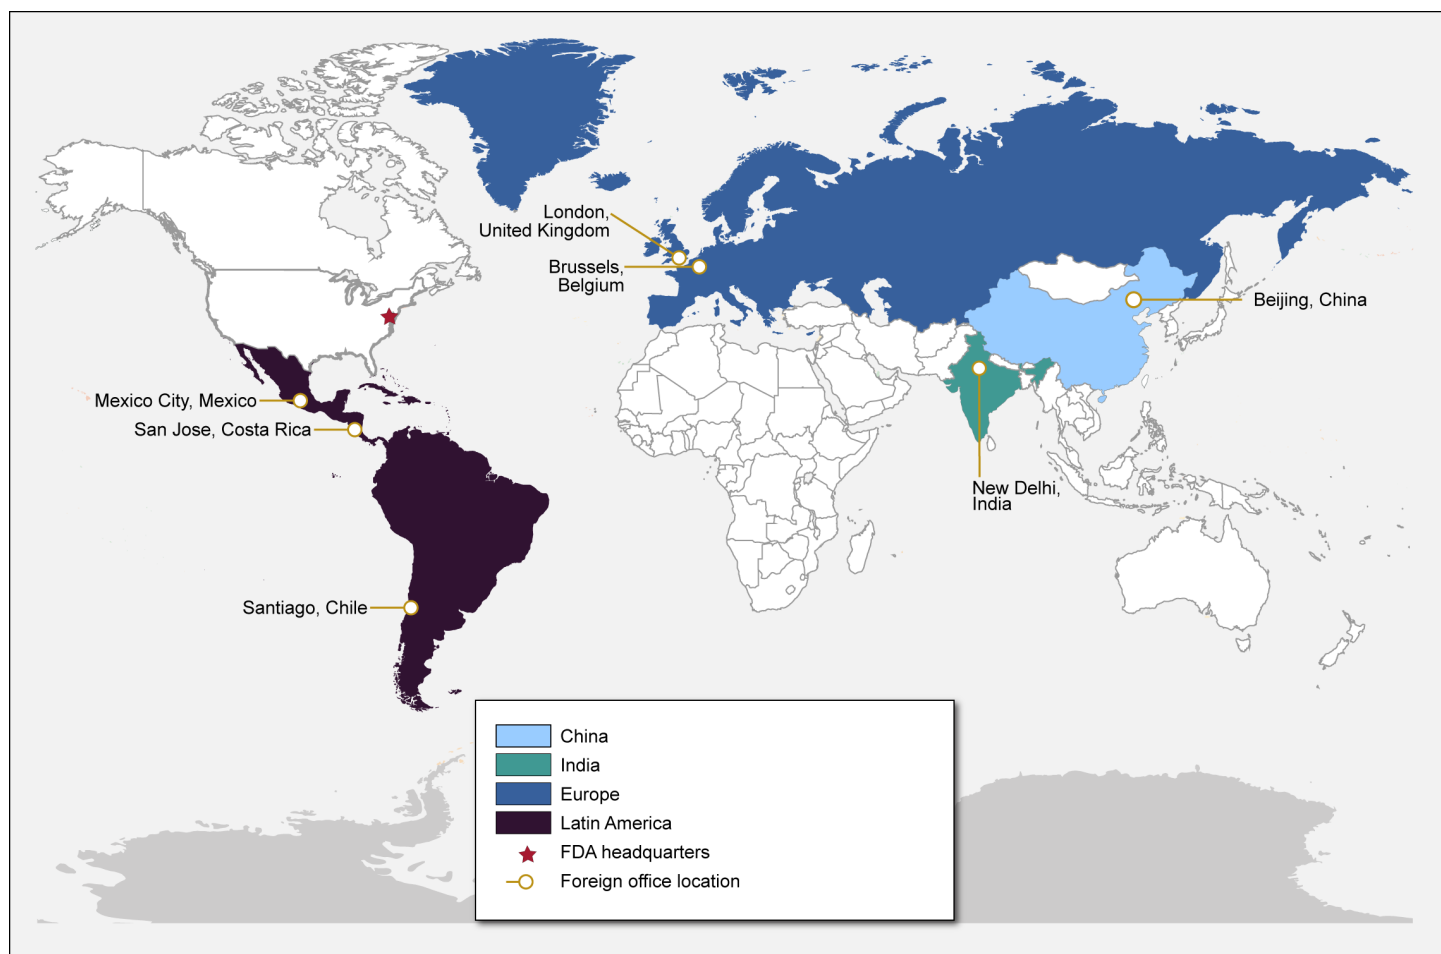 London,
United Kingdom
Brussels,
Belgium
Beijing, China
Mexico City, Mexico
San Jose, Costa Rica
New Delhi,
India
Santiago, Chile
China
India
Europe
Latin America
FDA headquarters
Foreign office location